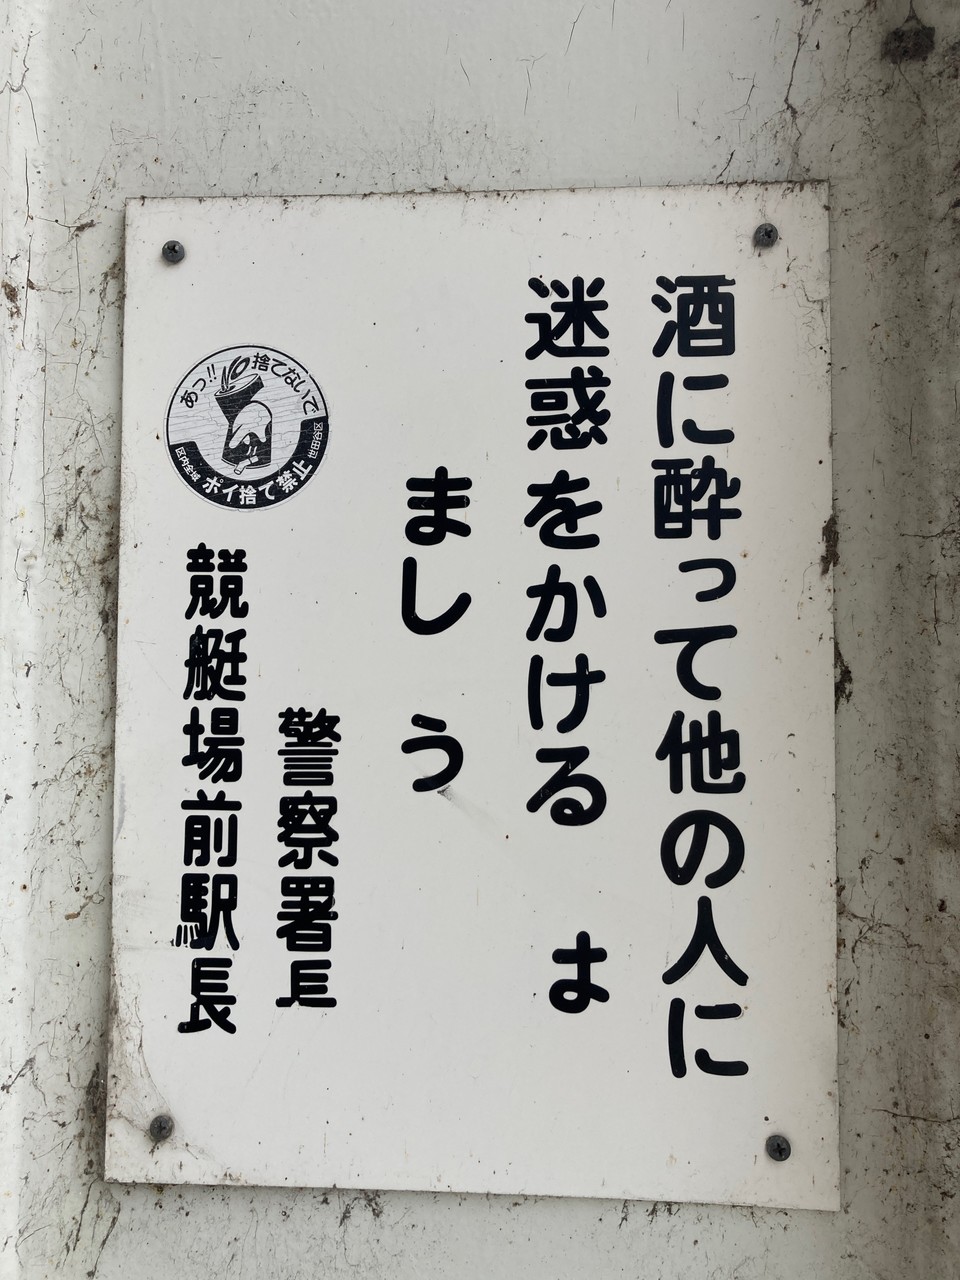 酒に酔って他の人に
迷惑をかける は
まし う
警察署長
あっ!! 捨てないで
区内全域 ポイ捨て禁止 世田谷区
競艇場前駅長